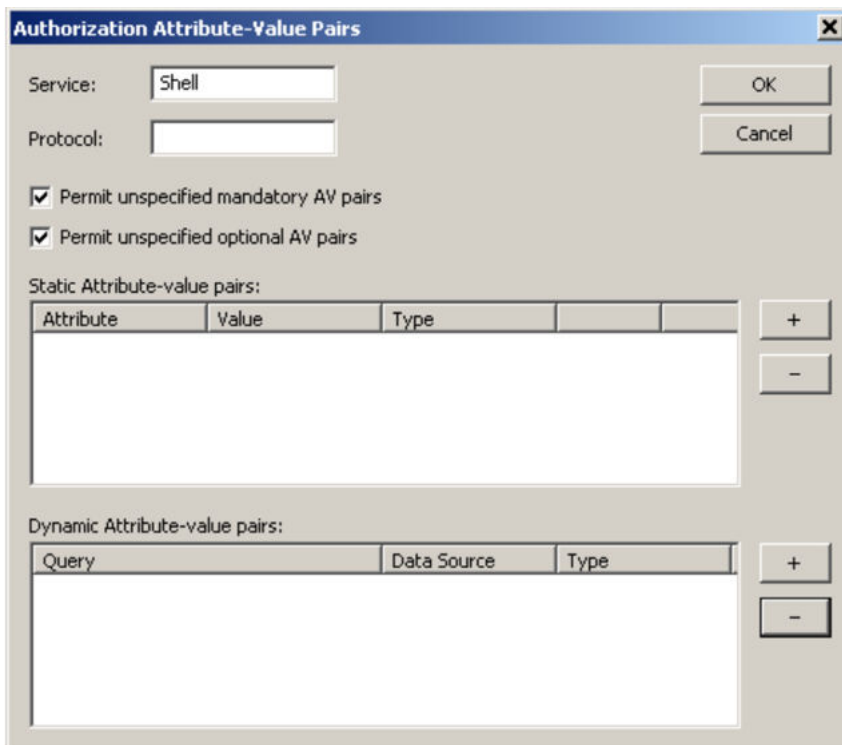 Authorization Attribute-Value Pairs
Service: Shell OK
Protocol: Cancel
Permit unspecified mandatory AV pairs
Permit unspecified optional AV pairs
Static Attribute-value pairs:
Attribute Value Type +
-
Dynamic Attribute-value pairs:
Query Data Source Type +
-